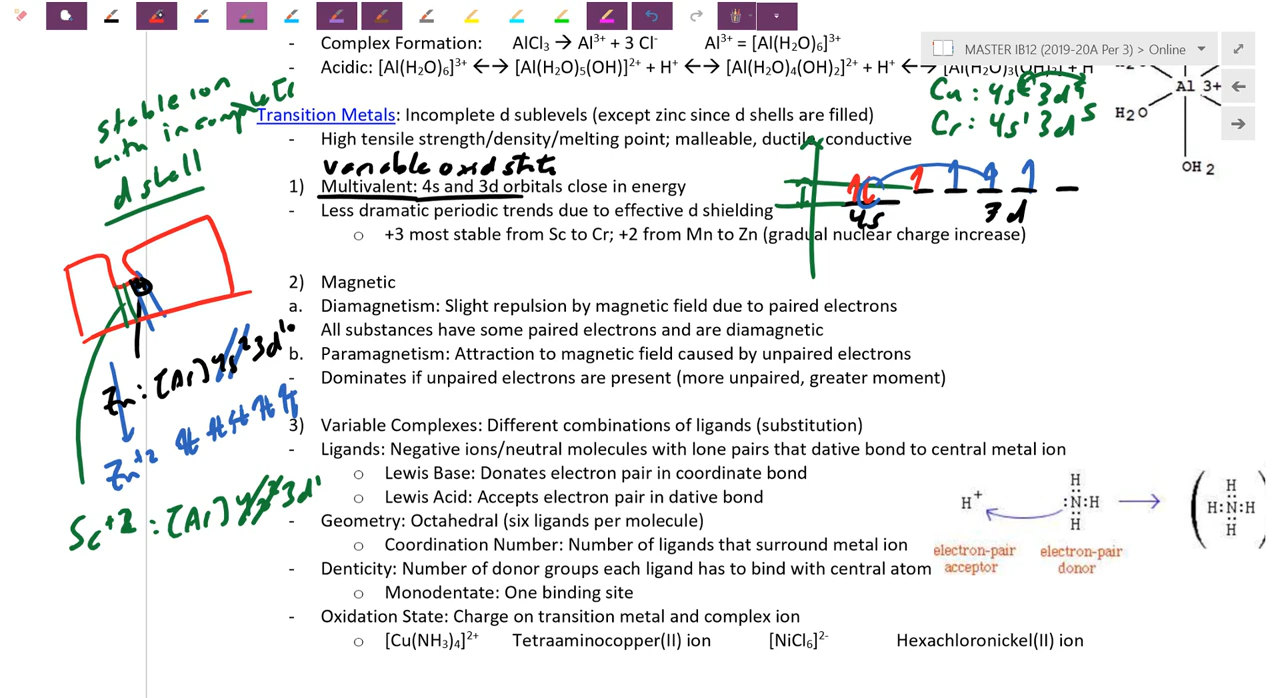 - Complex Formation: AlCl₃ → Al³⁺ + 3 Cl⁻ Al³⁺ = [Al(H₂O)₆]³⁺
MASTER IB12 (2019-20A Per 3) > Online
- Acidic: [Al(H₂O)₆]³⁺ ←→ [Al(H₂O)₅(OH)]²⁺ + H⁺ ←→ [Al(H₂O)₄(OH)₂]²⁺ + H⁺ ←→
Al 3+
H₂O
OH 2
stable ion
with incomplete
d shell
Cr: 4s¹ 3d⁵
Transition Metals: Incomplete d sublevels (except zinc since d shells are filled)
- High tensile strength/density/melting point; malleable, ductile, conductive
variable oxid state
1) Multivalent: 4s and 3d orbitals close in energy
4s 3d
- Less dramatic periodic trends due to effective d shielding
o +3 most stable from Sc to Cr; +2 from Mn to Zn (gradual nuclear charge increase)
2) Magnetic
a. Diamagnetism: Slight repulsion by magnetic field due to paired electrons
- All substances have some paired electrons and are diamagnetic
b. Paramagnetism: Attraction to magnetic field caused by unpaired electrons
- Dominates if unpaired electrons are present (more unpaired, greater moment)
Zn: [Ar] 4s² 3d¹⁰
Zn⁺²
Sc⁺²: [Ar] 4s² 3d¹
3) Variable Complexes: Different combinations of ligands (substitution)
- Ligands: Negative ions/neutral molecules with lone pairs that dative bond to central metal ion
o Lewis Base: Donates electron pair in coordinate bond
o Lewis Acid: Accepts electron pair in dative bond
- Geometry: Octahedral (six ligands per molecule)
o Coordination Number: Number of ligands that surround metal ion
- Denticity: Number of donor groups each ligand has to bind with central atom
o Monodentate: One binding site
- Oxidation State: Charge on transition metal and complex ion
o [Cu(NH₃)₄]²⁺ Tetraaminocopper(II) ion [NiCl₆]²⁻ Hexachloronickel(II) ion
H H
H⁺ :N:H H:N:H
H H
electron-pair electron-pair
acceptor donor